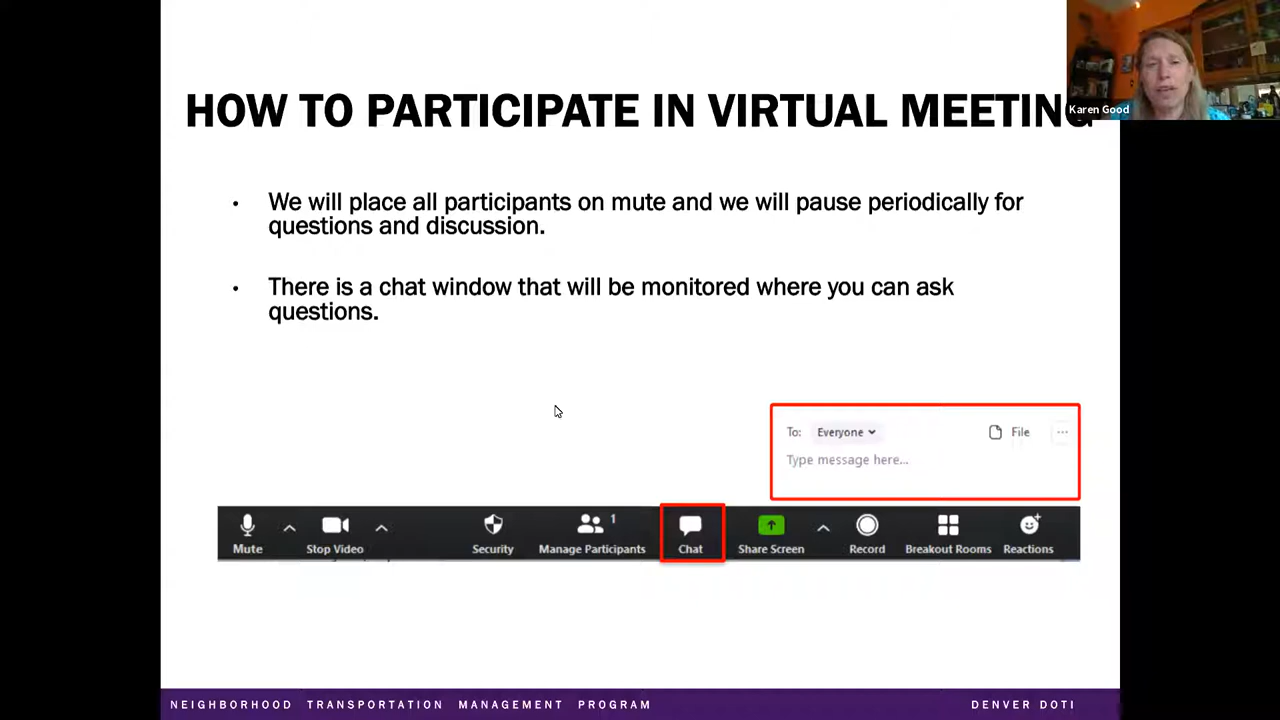 HOW TO PARTICIPATE IN VIRTUAL MEETING
Karen Good
• We will place all participants on mute and we will pause periodically for
questions and discussion.
• There is a chat window that will be monitored where you can ask
questions.
To: Everyone File ...
Type message here...
1
Mute Stop Video Security Manage Participants Chat Share Screen Record Breakout Rooms Reactions
NEIGHBORHOOD TRANSPORTATION MANAGEMENT PROGRAM DENVER DOTI